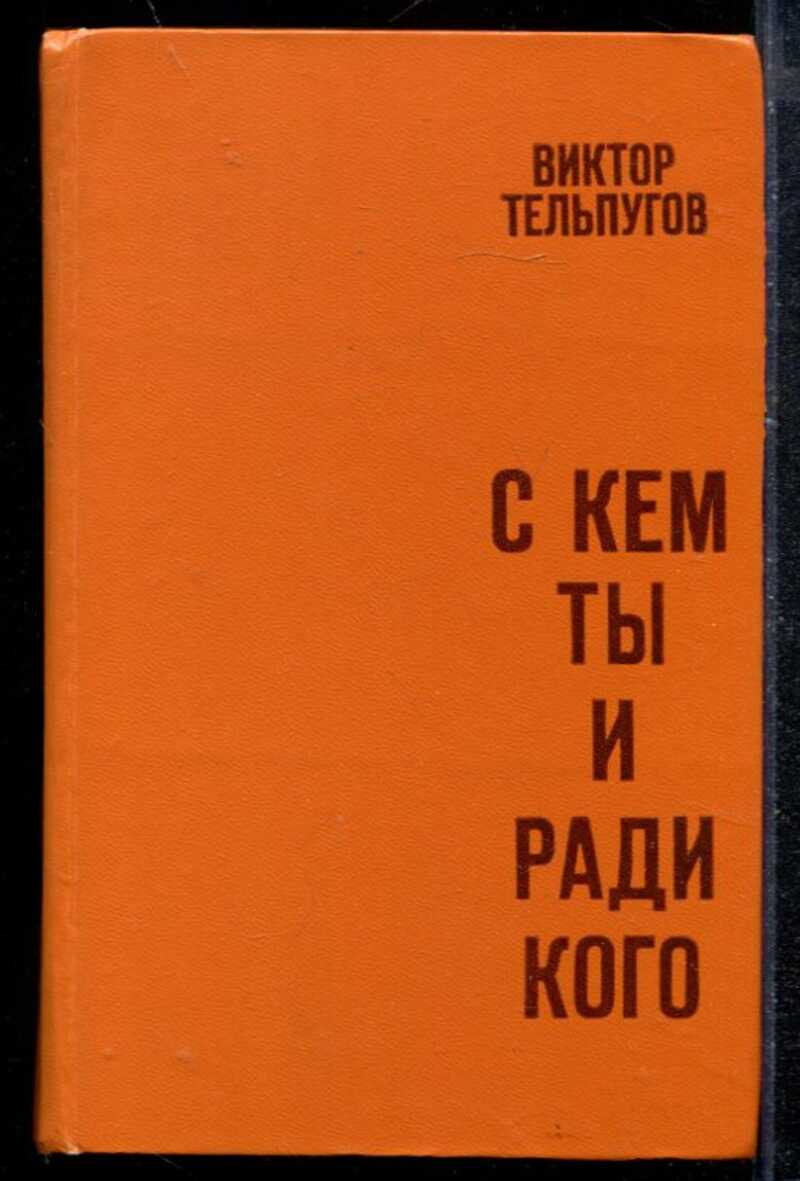 ВИКТОР
ТЕЛЬПУГОВ
С КЕМ
ТЫ
И
РАДИ
КОГО